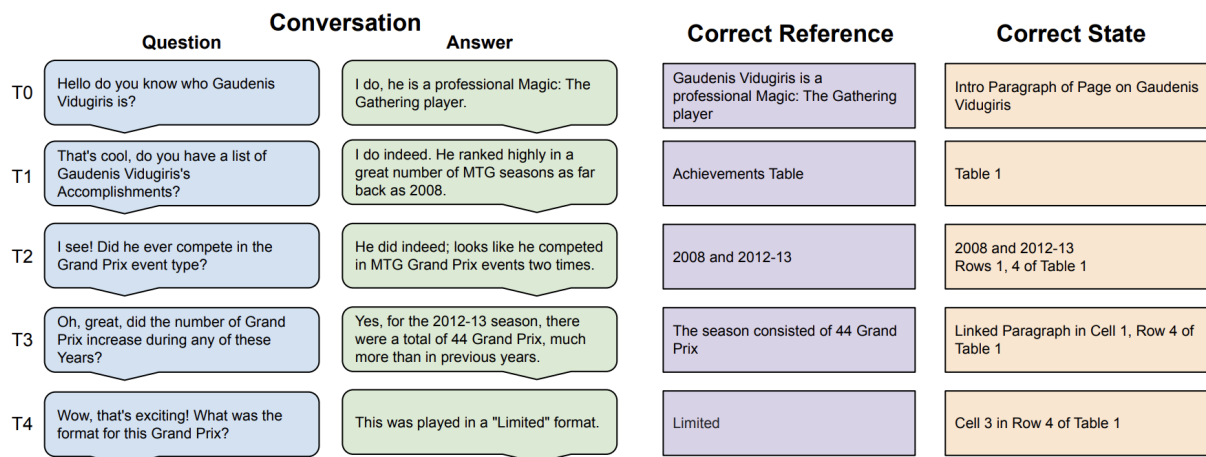 Conversation
Question
Answer
Correct Reference
Correct State
T0
Hello do you know who Gaudenis
Vidugiris is?
I do, he is a professional Magic: The
Gathering player.
Gaudenis Vidugiris is a
professional Magic: The Gathering
player
Intro Paragraph of Page on Gaudenis
Vidugiris
T1
That's cool, do you have a list of
Gaudenis Vidugiris's
Accomplishments?
I do indeed. He ranked highly in a
great number of MTG seasons as far
back as 2008.
Achievements Table
Table 1
T2
I see! Did he ever compete in the
Grand Prix event type?
He did indeed; looks like he competed
in MTG Grand Prix events two times.
2008 and 2012-13
2008 and 2012-13
Rows 1, 4 of Table 1
T3
Oh, great, did the number of Grand
Prix increase during any of these
Years?
Yes, for the 2012-13 season, there
were a total of 44 Grand Prix, much
more than in previous years.
The season consisted of 44 Grand
Prix
Linked Paragraph in Cell 1, Row 4 of
Table 1
T4
Wow, that's exciting! What was the
format for this Grand Prix?
This was played in a "Limited" format.
Limited
Cell 3 in Row 4 of Table 1